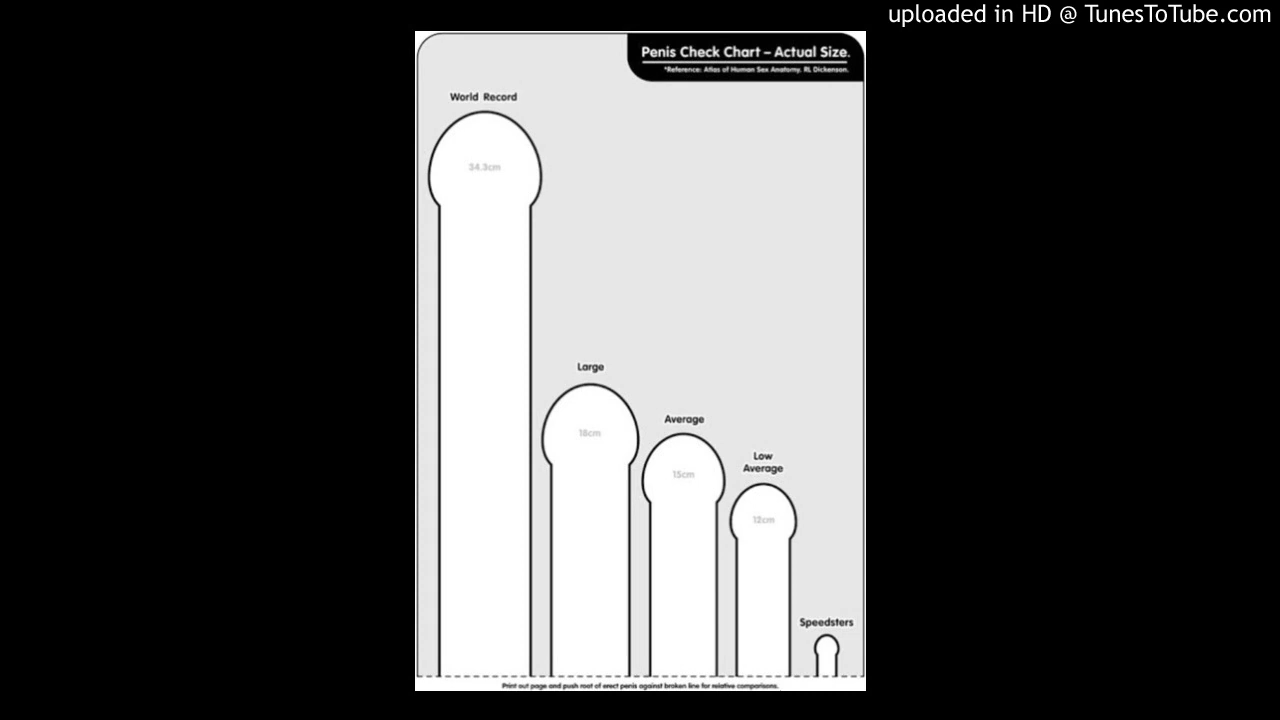 uploaded in HD @ TunesToTube.com
Penis Check Chart – Actual Size.
*Reference: Atlas of Human Sex Anatomy. RL Dickenson.
World Record
34.3cm
Large
18cm
Average
15cm
Low
Average
12cm
Speedsters
Print out page and push root of erect penis against broken line for relative comparisons.